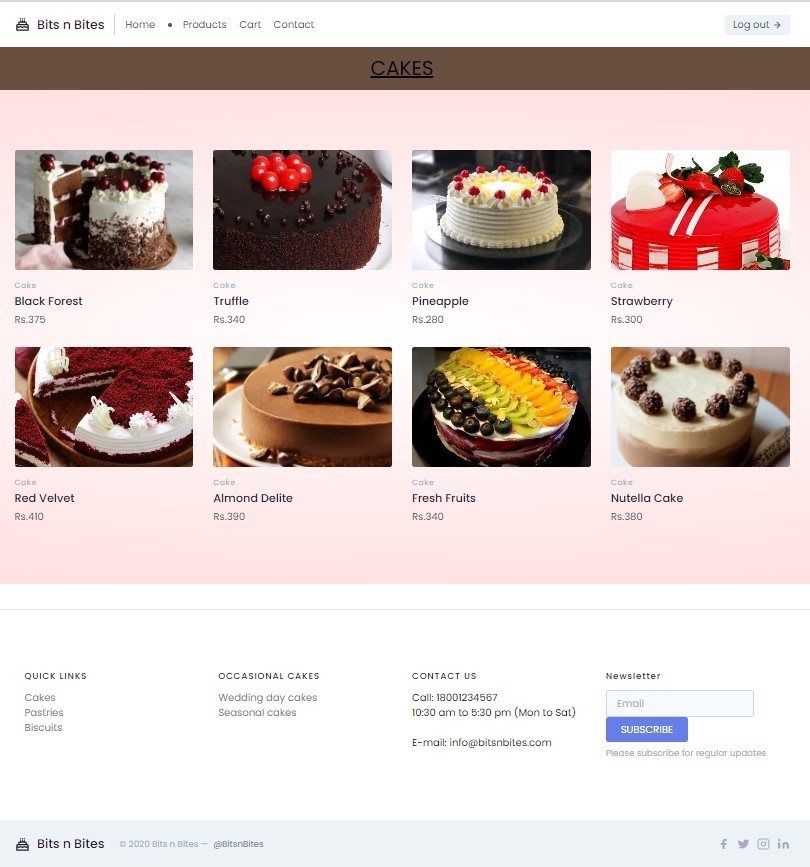 Bits n Bites Home • Products Cart Contact Log out →
CAKES
Cake Cake Cake Cake
Black Forest Truffle Pineapple Strawberry
Rs.375 Rs.340 Rs.280 Rs.300
Cake Cake Cake Cake
Red Velvet Almond Delite Fresh Fruits Nutella Cake
Rs.410 Rs.390 Rs.340 Rs.380
QUICK LINKS
Cakes
Pastries
Biscuits
OCCASIONAL CAKES
Wedding day cakes
Seasonal cakes
CONTACT US
Call: 18001234567
10:30 am to 5:30 pm (Mon to Sat)
E-mail: info@bitsnbites.com
Newsletter
Email
SUBSCRIBE
Please subscribe for regular updates
Bits n Bites © 2020 Bits n Bites — @BitsnBites